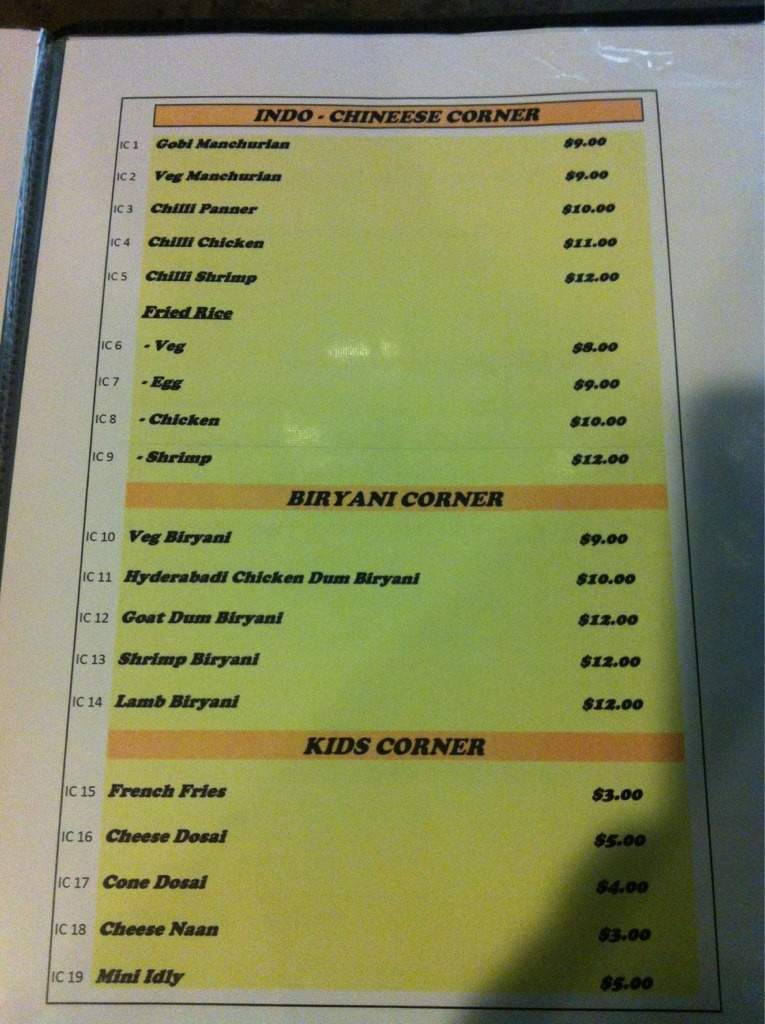 INDO - CHINEESE CORNER
IC 1 Gobi Manchurian $9.00
IC 2 Veg Manchurian $9.00
IC 3 Chilli Panner $10.00
IC 4 Chilli Chicken $11.00
IC 5 Chilli Shrimp $12.00
Fried Rice
IC 6 - Veg $8.00
IC 7 - Egg $9.00
IC 8 - Chicken $10.00
IC 9 - Shrimp $12.00
BIRYANI CORNER
IC 10 Veg Biryani $9.00
IC 11 Hyderabadi Chicken Dum Biryani $10.00
IC 12 Goat Dum Biryani $12.00
IC 13 Shrimp Biryani $12.00
IC 14 Lamb Biryani $12.00
KIDS CORNER
IC 15 French Fries $3.00
IC 16 Cheese Dosai $5.00
IC 17 Cone Dosai $4.00
IC 18 Cheese Naan $3.00
IC 19 Mini Idly $5.00